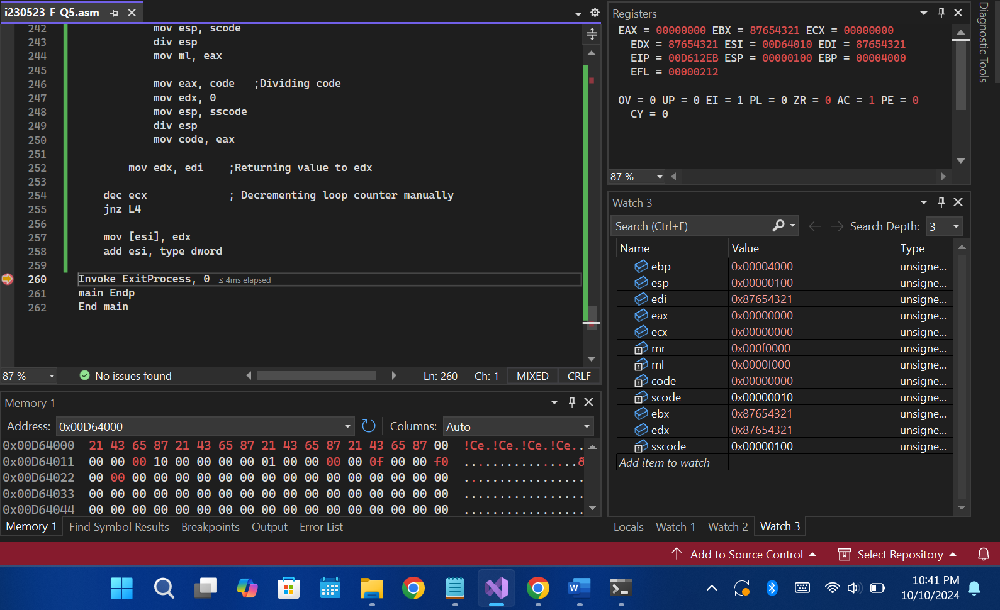 i230523_F_Q5.asm
242 mov esp, scode
243 div esp
244 mov ml, eax
245
246 mov eax, code ;Dividing code
247 mov edx, 0
248 mov esp, sscode
249 div esp
250 mov code, eax
251
252 mov edx, edi ;Returning value to edx
253
254 dec ecx ; Decrementing loop counter manually
255 jnz L4
256
257 mov [esi], edx
258 add esi, type dword
259
260 Invoke ExitProcess, 0 ≤ 4ms elapsed
261 main Endp
262 End main
87 % No issues found Ln: 260 Ch: 1 MIXED CRLF
Memory 1
Address: 0x00D64000 Columns: Auto
0x00D64000 21 43 65 87 21 43 65 87 21 43 65 87 21 43 65 87 00 !Ce.!Ce.!Ce.!Ce..
0x00D64011 00 00 00 10 00 00 00 00 01 00 00 00 00 0f 00 00 f0 ................ð
0x00D64022 00 00 00 00 00 00 00 00 00 00 00 00 00 00 00 00 00 .................
0x00D64033 00 00 00 00 00 00 00 00 00 00 00 00 00 00 00 00 00 .................
0x00D64044 00 00 00 00 00 00 00 00 00 00 00 00 00 00 00 00 00 .................
Memory 1 Find Symbol Results Breakpoints Output Error List
Registers
EAX = 00000000 EBX = 87654321 ECX = 00000000
EDX = 87654321 ESI = 00D64010 EDI = 87654321
EIP = 00D612EB ESP = 00000100 EBP = 00004000
EFL = 00000212
OV = 0 UP = 0 EI = 1 PL = 0 ZR = 0 AC = 1 PE = 0
CY = 0
87 %
Watch 3
Search (Ctrl+E) Search Depth: 3
Name Value Type
ebp 0x00004000 unsigne...
esp 0x00000100 unsigne...
edi 0x87654321 unsigne...
eax 0x00000000 unsigne...
ecx 0x00000000 unsigne...
mr 0x000f0000 unsigne...
ml 0x0000f000 unsigne...
code 0x00000000 unsigne...
scode 0x00000010 unsigne...
ebx 0x87654321 unsigne...
edx 0x87654321 unsigne...
sscode 0x00000100 unsigne...
Add item to watch
Locals Watch 1 Watch 2 Watch 3
Diagnostic Tools
Add to Source Control Select Repository
10:41 PM
10/10/2024